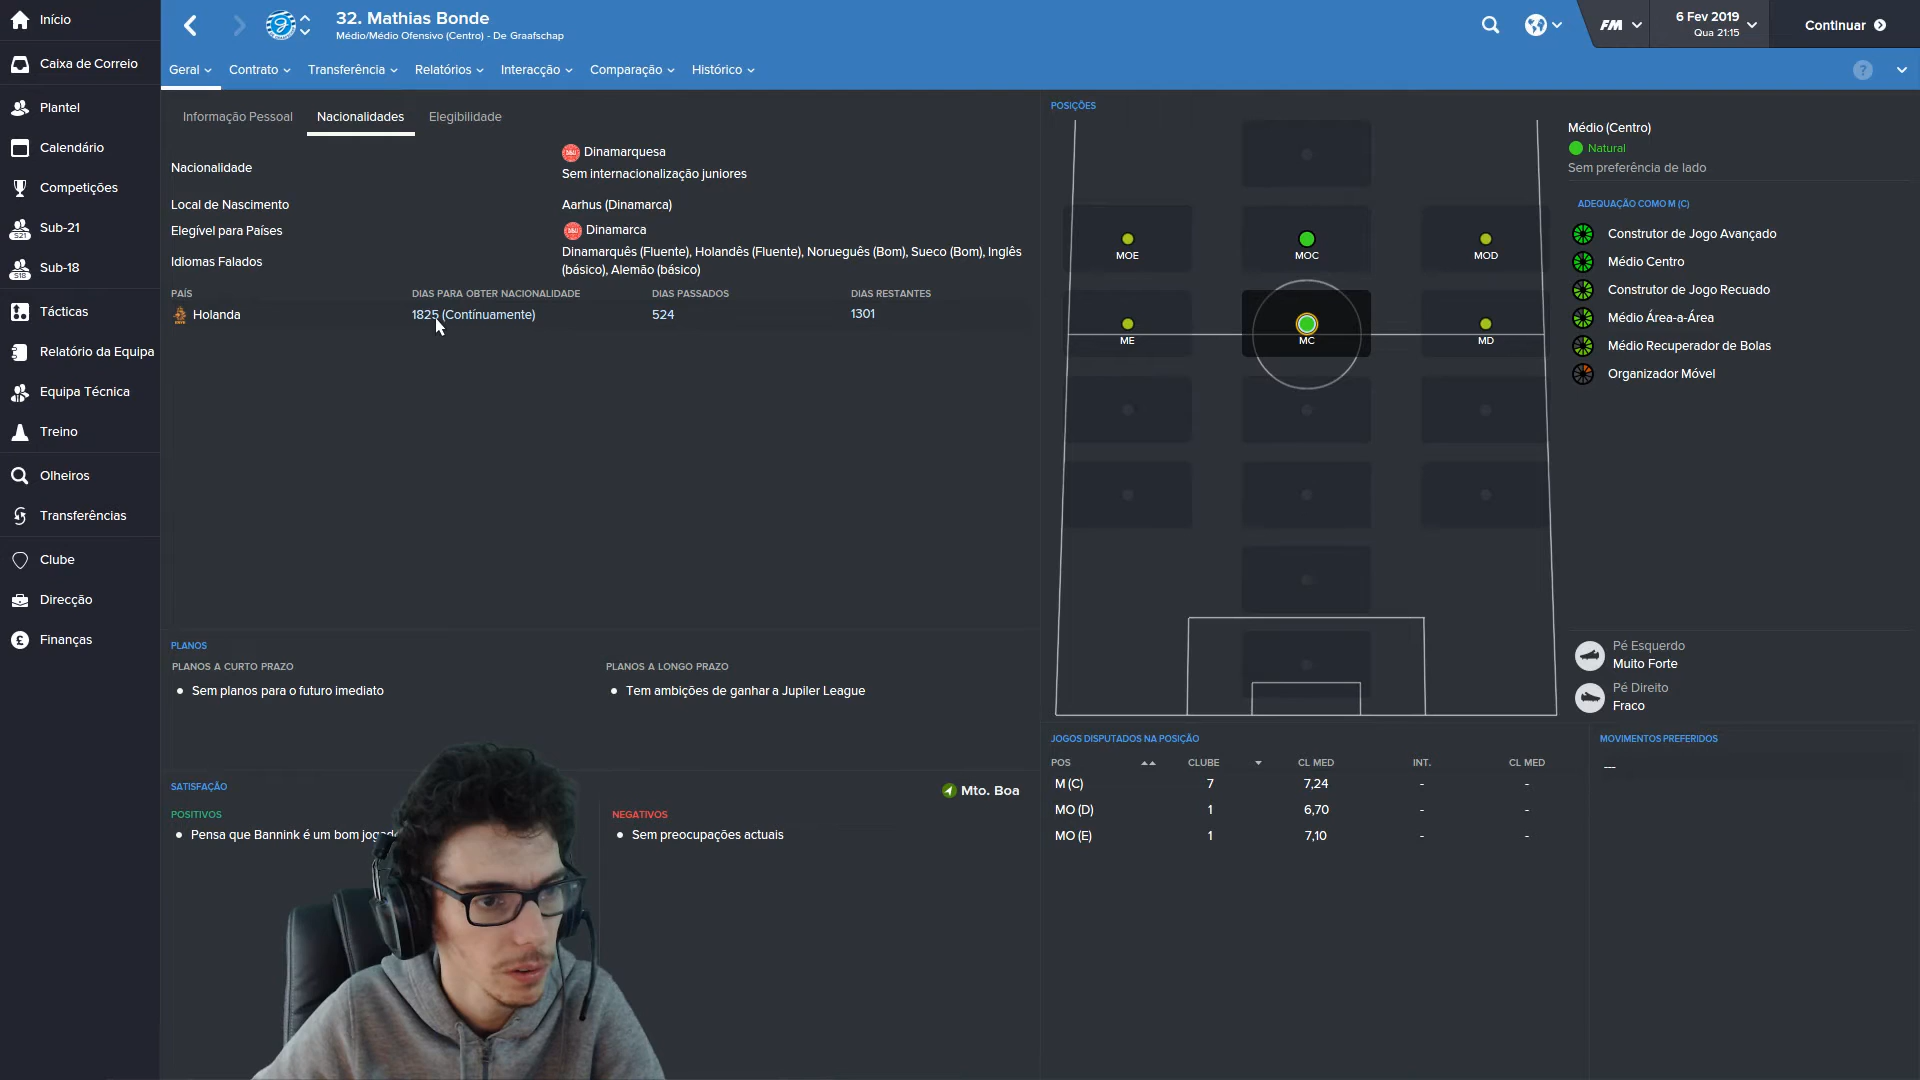 Início
Caixa de Correio
Plantel
Calendário
Competições
Sub-21
Sub-18
Tácticas
Relatório da Equipa
Equipa Técnica
Treino
Olheiros
Transferências
Clube
Direcção
Finanças
32. Mathias Bonde
Médio/Médio Ofensivo (Centro) - De Graafschap
FM
6 Fev 2019
Qua 21:15
Continuar
Geral
Contrato
Transferência
Relatórios
Interacção
Comparação
Histórico
?
Informação Pessoal
Nacionalidades
Elegibilidade
Nacionalidade
Dinamarquesa
Sem internacionalização juniores
Local de Nascimento
Aarhus (Dinamarca)
Elegível para Países
Dinamarca
Idiomas Falados
Dinamarquês (Fluente), Holandês (Fluente), Norueguês (Bom), Sueco (Bom), Inglês
(básico), Alemão (básico)
PAÍS DIAS PARA OBTER NACIONALIDADE DIAS PASSADOS DIAS RESTANTES
Holanda 1825 (Contínuamente) 524 1301
PLANOS
PLANOS A CURTO PRAZO
Sem planos para o futuro imediato
PLANOS A LONGO PRAZO
Tem ambições de ganhar a Jupiler League
SATISFAÇÃO
Mto. Boa
POSITIVOS
Pensa que Bannink é um bom
NEGATIVOS
Sem preocupações actuais
POSIÇÕES
MOE
MOC
MOD
ME
MC
MD
Médio (Centro)
Natural
Sem preferência de lado
ADEQUAÇÃO COMO M (C)
Construtor de Jogo Avançado
Médio Centro
Construtor de Jogo Recuado
Médio Área-a-Área
Médio Recuperador de Bolas
Organizador Móvel
Pé Esquerdo
Muito Forte
Pé Direito
Fraco
JOGOS DISPUTADOS NA POSIÇÃO
POS CLUBE CL MED INT. CL MED
M (C) 7 7,24 - -
MO (D) 1 6,70 - -
MO (E) 1 7,10 - -
MOVIMENTOS PREFERIDOS
---